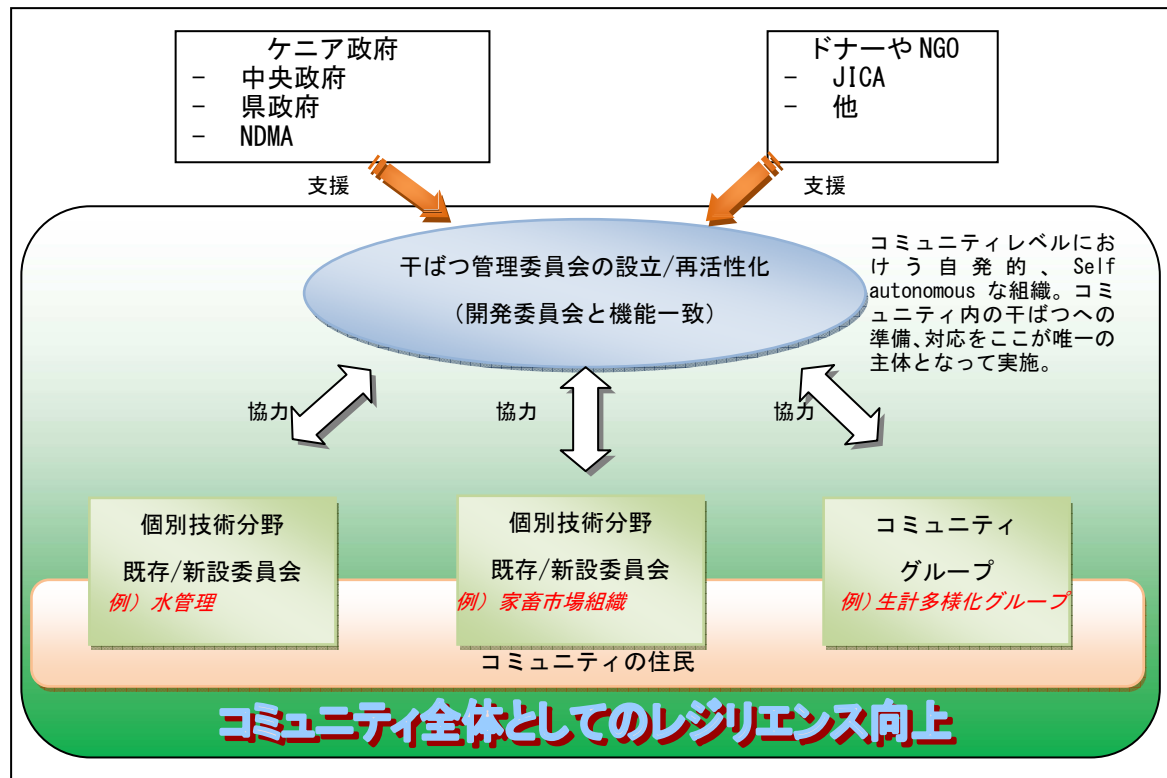 ケニア政府
- 中央政府
- 県政府
- NDMA
ドナーや NGO
- JICA
- 他
支援
支援
干ばつ管理委員会の設立/再活性化
(開発委員会と機能一致)
コミュニティレベルにお
けう自発的、Self
autonomous な組織。コミ
ュニティ内の干ばつへの
準備、対応をここが唯一の
主体となって実施。
協力
協力
協力
個別技術分野
既存/新設委員会
例）水管理
個別技術分野
既存/新設委員会
例）家畜市場組織
コミュニティ
グループ
例）生計多様化グループ
コミュニティの住民
コミュニティ全体としてのレジリエンス向上